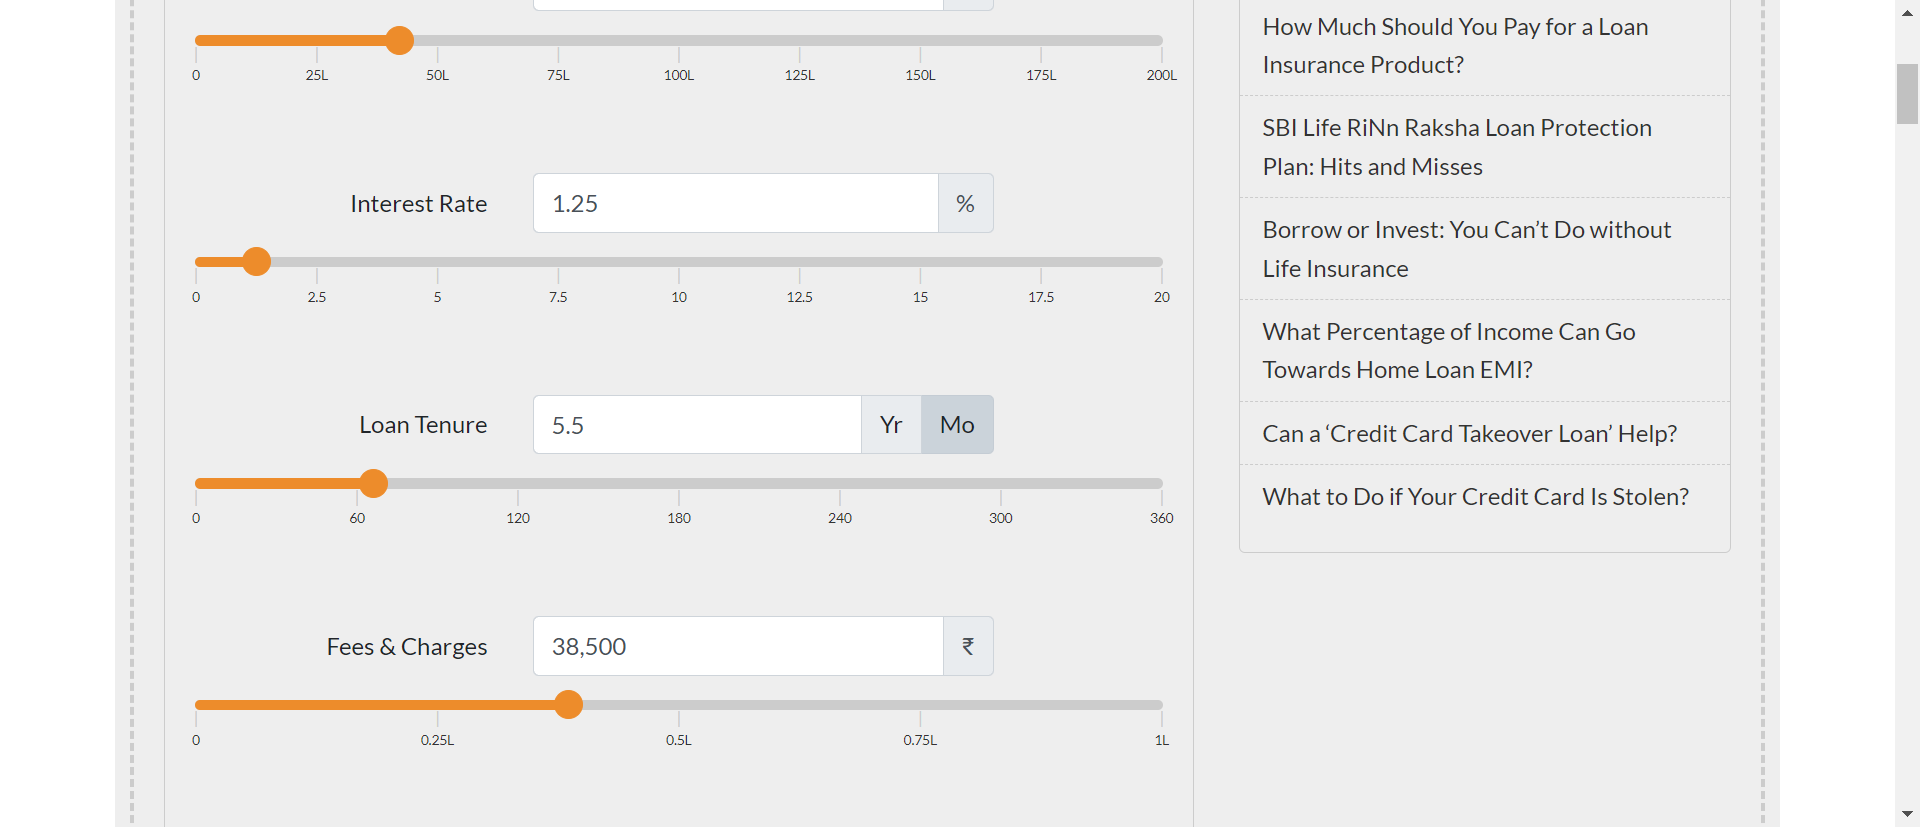 0 25L 50L 75L 100L 125L 150L 175L 200L
Interest Rate 1.25 %
0 2.5 5 7.5 10 12.5 15 17.5 20
Loan Tenure 5.5 Yr Mo
0 60 120 180 240 300 360
Fees & Charges 38,500 ₹
0 0.25L 0.5L 0.75L 1L
How Much Should You Pay for a Loan
Insurance Product?
SBI Life RiNn Raksha Loan Protection
Plan: Hits and Misses
Borrow or Invest: You Can’t Do without
Life Insurance
What Percentage of Income Can Go
Towards Home Loan EMI?
Can a ‘Credit Card Takeover Loan’ Help?
What to Do if Your Credit Card Is Stolen?